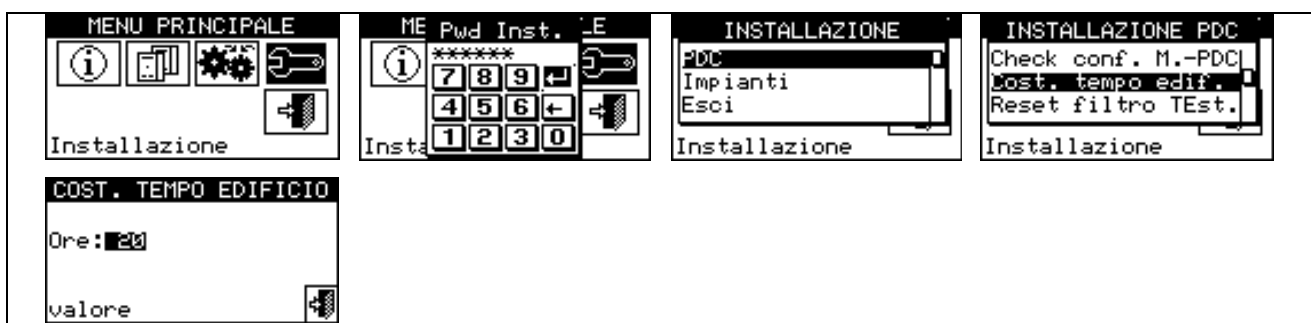 MENU PRINCIPALE
Installazione
ME Pwd Inst. LE
******
7 8 9
4 5 6 ←
1 2 3 0
Insta
INSTALLAZIONE
PDC
Impianti
Esci
Installazione
INSTALLAZIONE PDC
Check conf. M.-PDC
Cost. tempo edif.
Reset filtro TEst.
Installazione
COST. TEMPO EDIFICIO
Ore: 20
valore